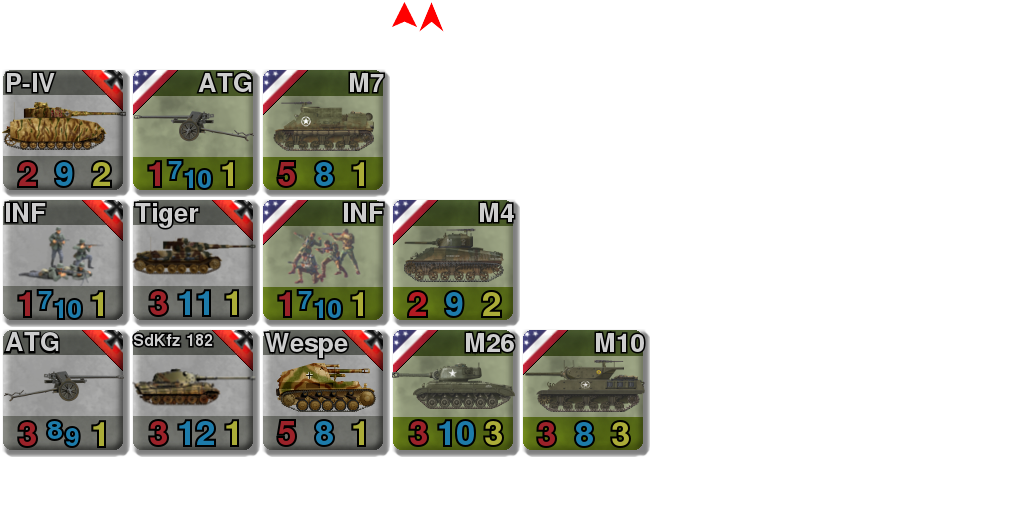 P-IV ATG M7
2 9 2 1 7 10 1 5 8 1
INF Tiger INF M4
1 7 10 1 3 11 1 1 7 10 1 2 9 2
ATG SdKfz 182 Wespe M26 M10
3 8 9 1 3 12 1 5 8 1 3 10 3 3 8 3